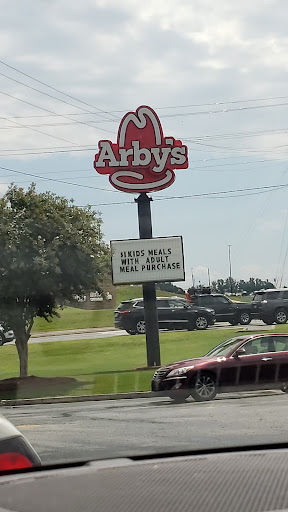 Arby's
$1 KIDS MEALS
WITH ADULT
MEAL PURCHASE